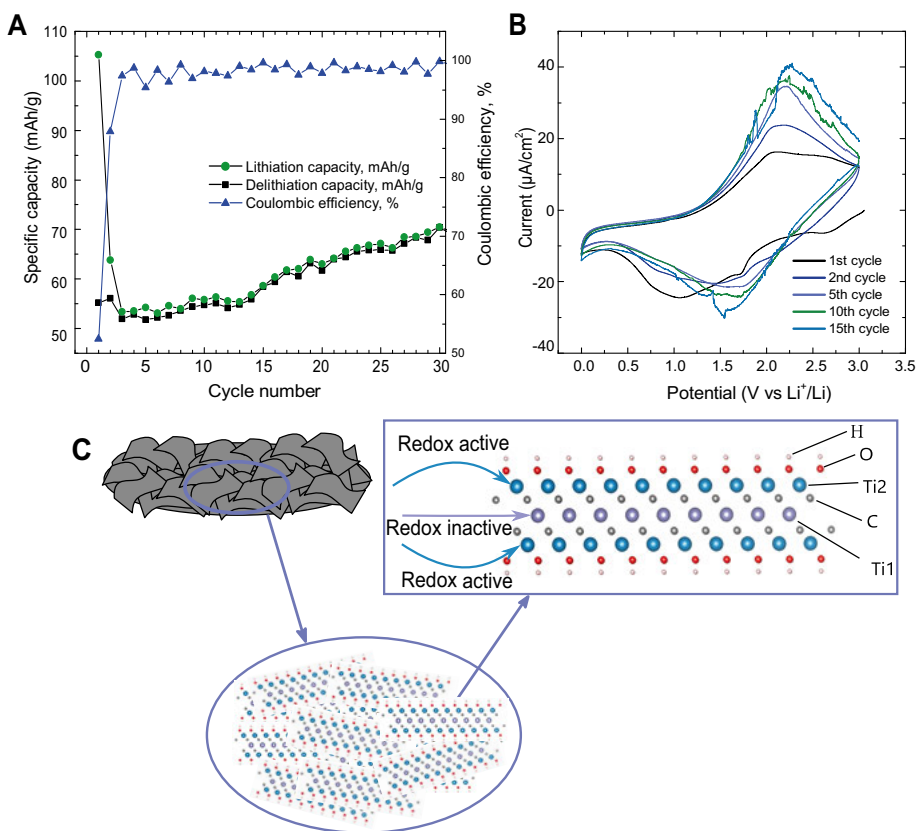 A
110
100
90
80
70
60
50
Specific capacity (mAh/g)
Lithiation capacity, mAh/g
Delithiation capacity, mAh/g
Coulombic efficiency, %
100
90
80
70
60
50
Coulombic efficiency, %
0 5 10 15 20 25 30
Cycle number
B
40
20
0
-20
-40
Current (µA/cm²)
1st cycle
2nd cycle
5th cycle
10th cycle
15th cycle
0.0 0.5 1.0 1.5 2.0 2.5 3.0 3.5
Potential (V vs Li⁺/Li)
C
Redox active
Redox inactive
Redox active
H
O
Ti2
C
Ti1